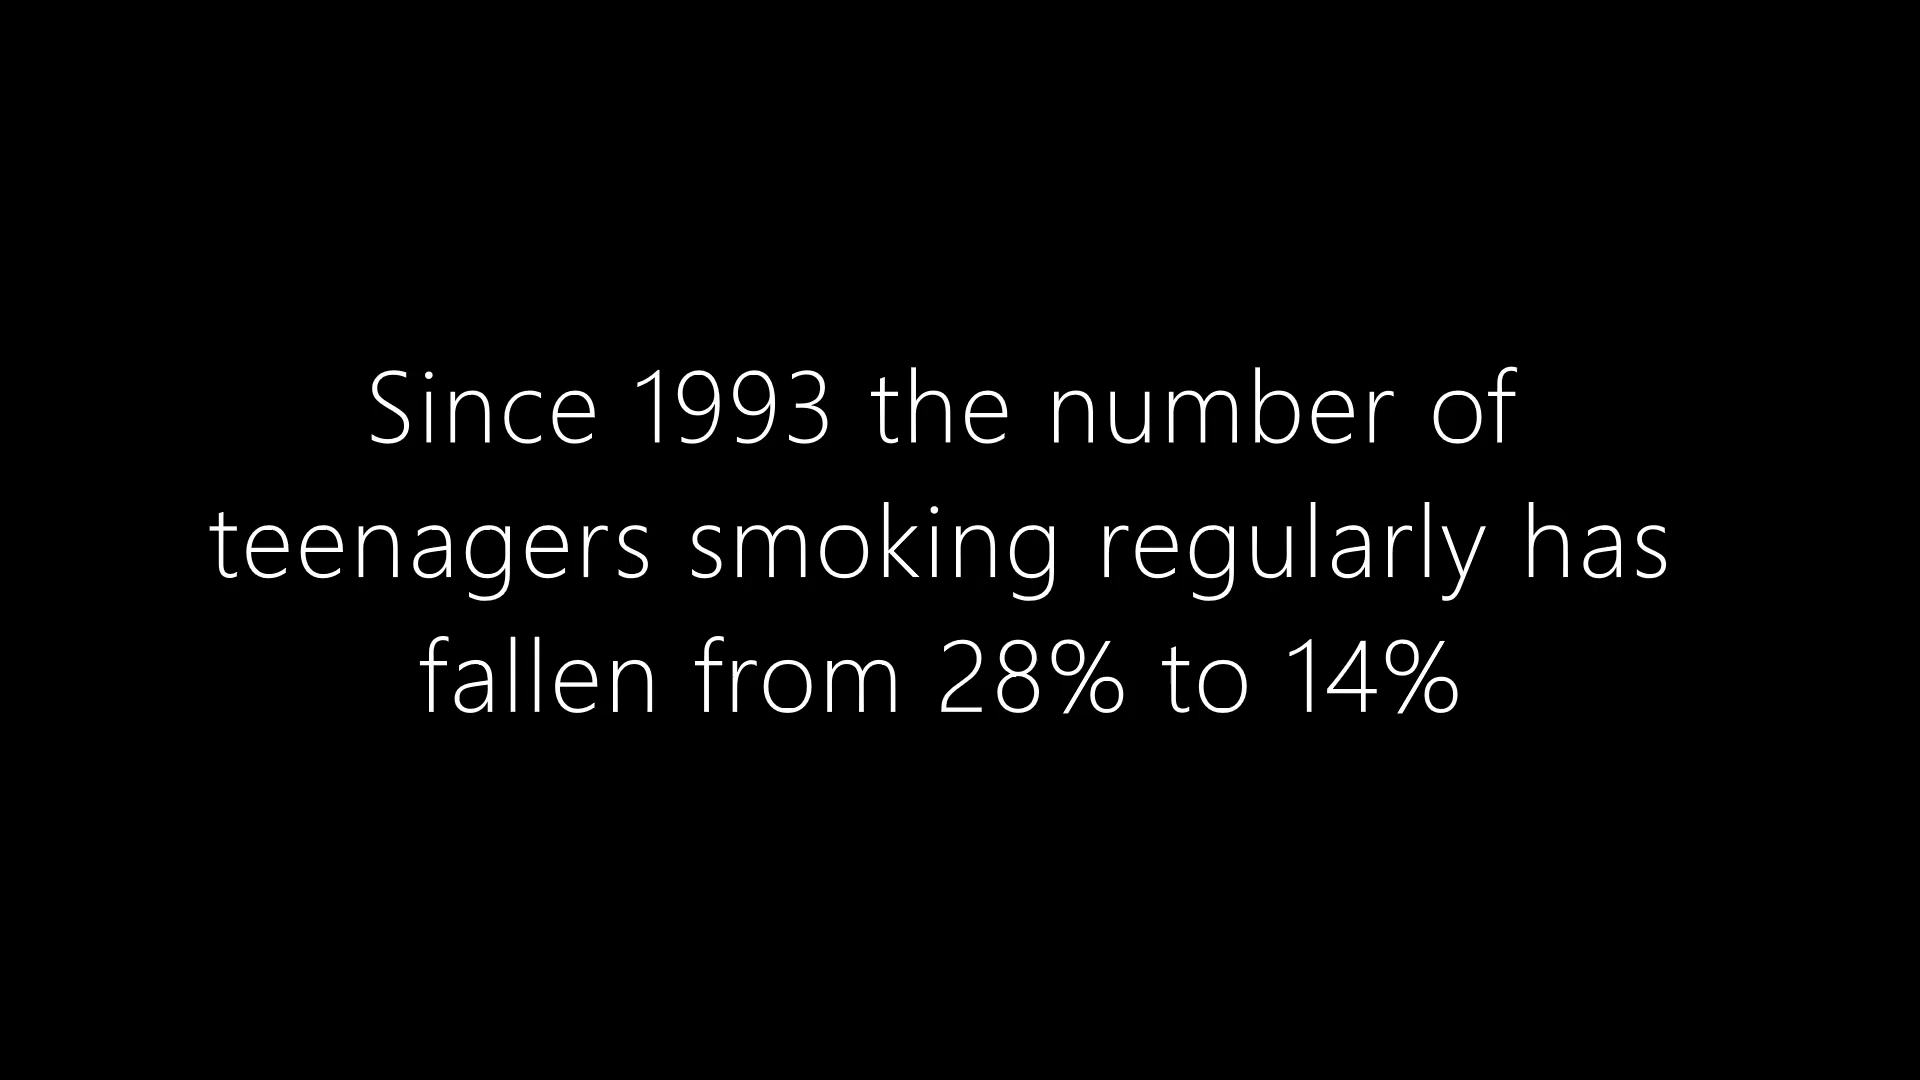 Since 1993 the number of
teenagers smoking regularly has
fallen from 28% to 14%